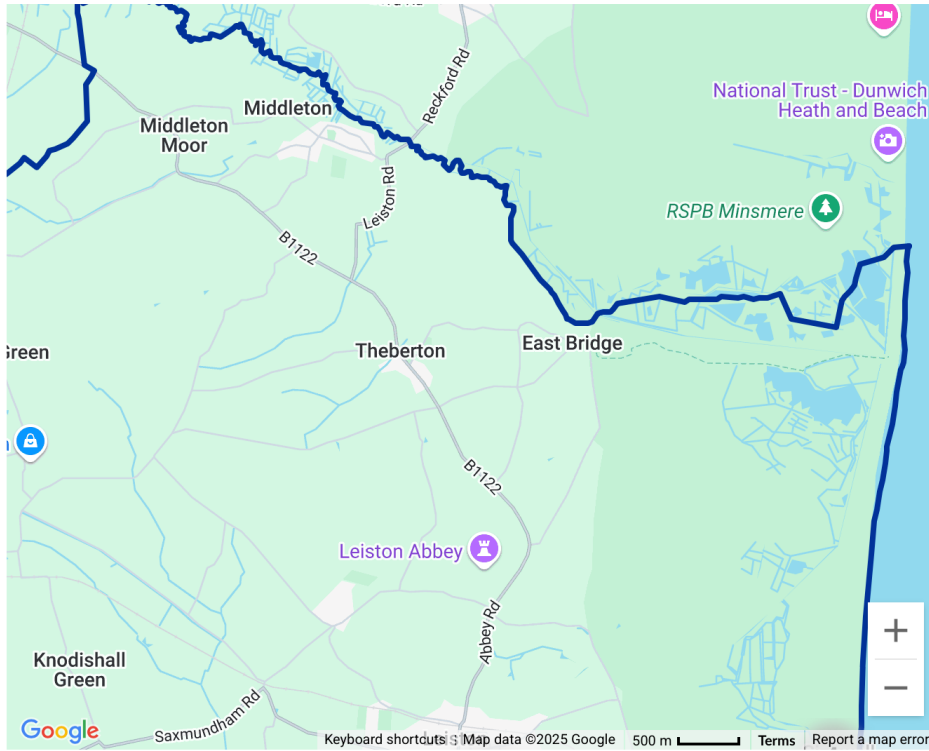 Reckford Rd
National Trust - Dunwich
Heath and Beach
Middleton
Middleton
Moor
Leiston Rd
RSPB Minsmere
B1122
Green
Theberton
East Bridge
B1122
Leiston Abbey
Abbey Rd
Knodishall
Green
Saxmundham Rd
Google
Leiston
Keyboard shortcuts
Map data ©2025 Google
500 m
Terms
Report a map error